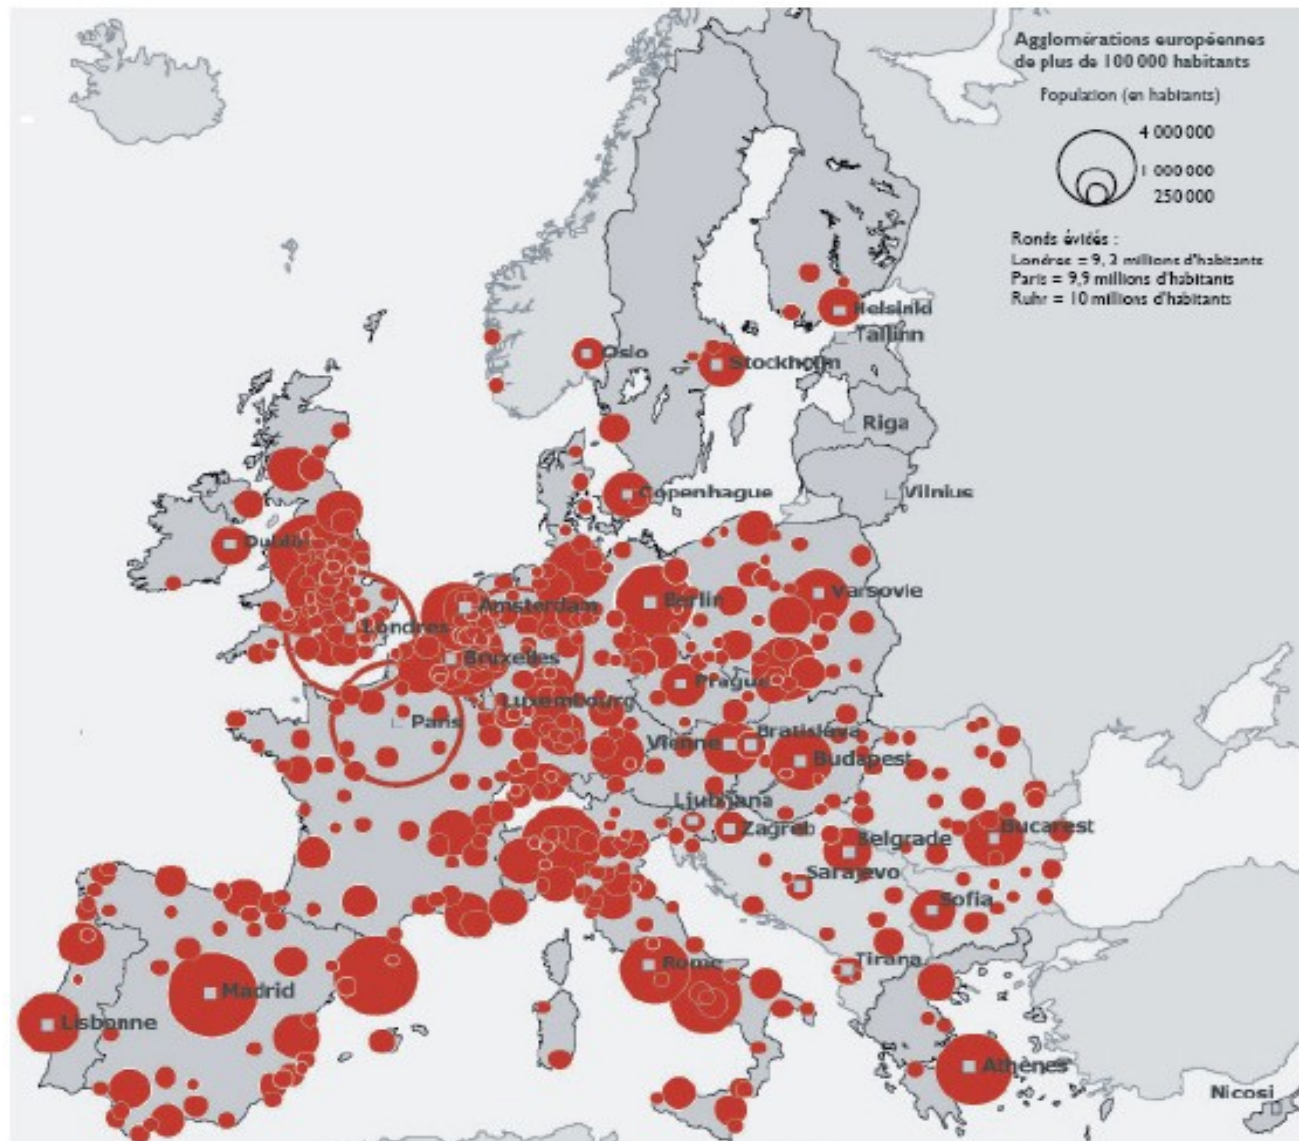 Agglomérations européennes
de plus de 100 000 habitants
Population (en habitants)
4 000 000
1 000 000
250 000
Ronds évidés :
Londres = 9,3 millions d'habitants
Paris = 9,9 millions d'habitants
Ruhr = 10 millions d'habitants
Helsinki
Tallinn
Oslo
Stockholm
Riga
Copenhague
Vilnius
Dublin
Amsterdam
Berlin
Varsovie
Londres
Bruxelles
Prague
Luxembourg
Paris
Vienne
Bratislava
Budapest
Ljubljana
Zagreb
Belgrade
Bucarest
Sarajevo
Sofia
Tirana
Rome
Madrid
Lisbonne
Athènes
Nicosi